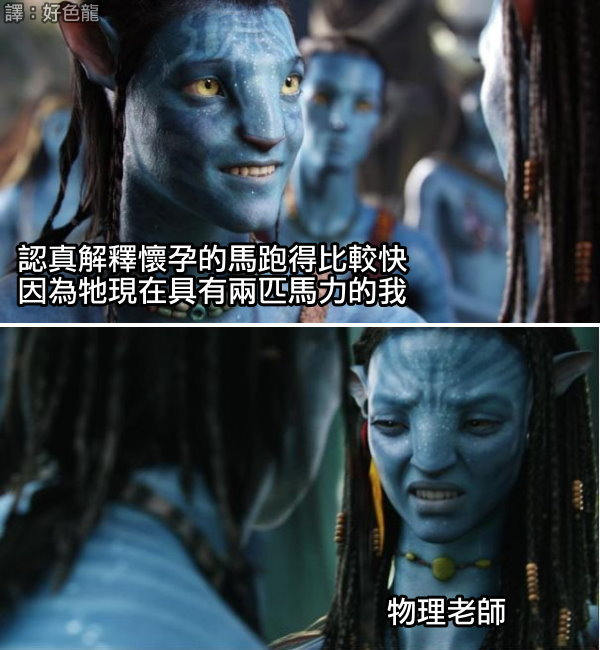 譯：好色龍
認真解釋懷孕的馬跑得比較快
因為牠現在具有兩匹馬力的我
物理老師